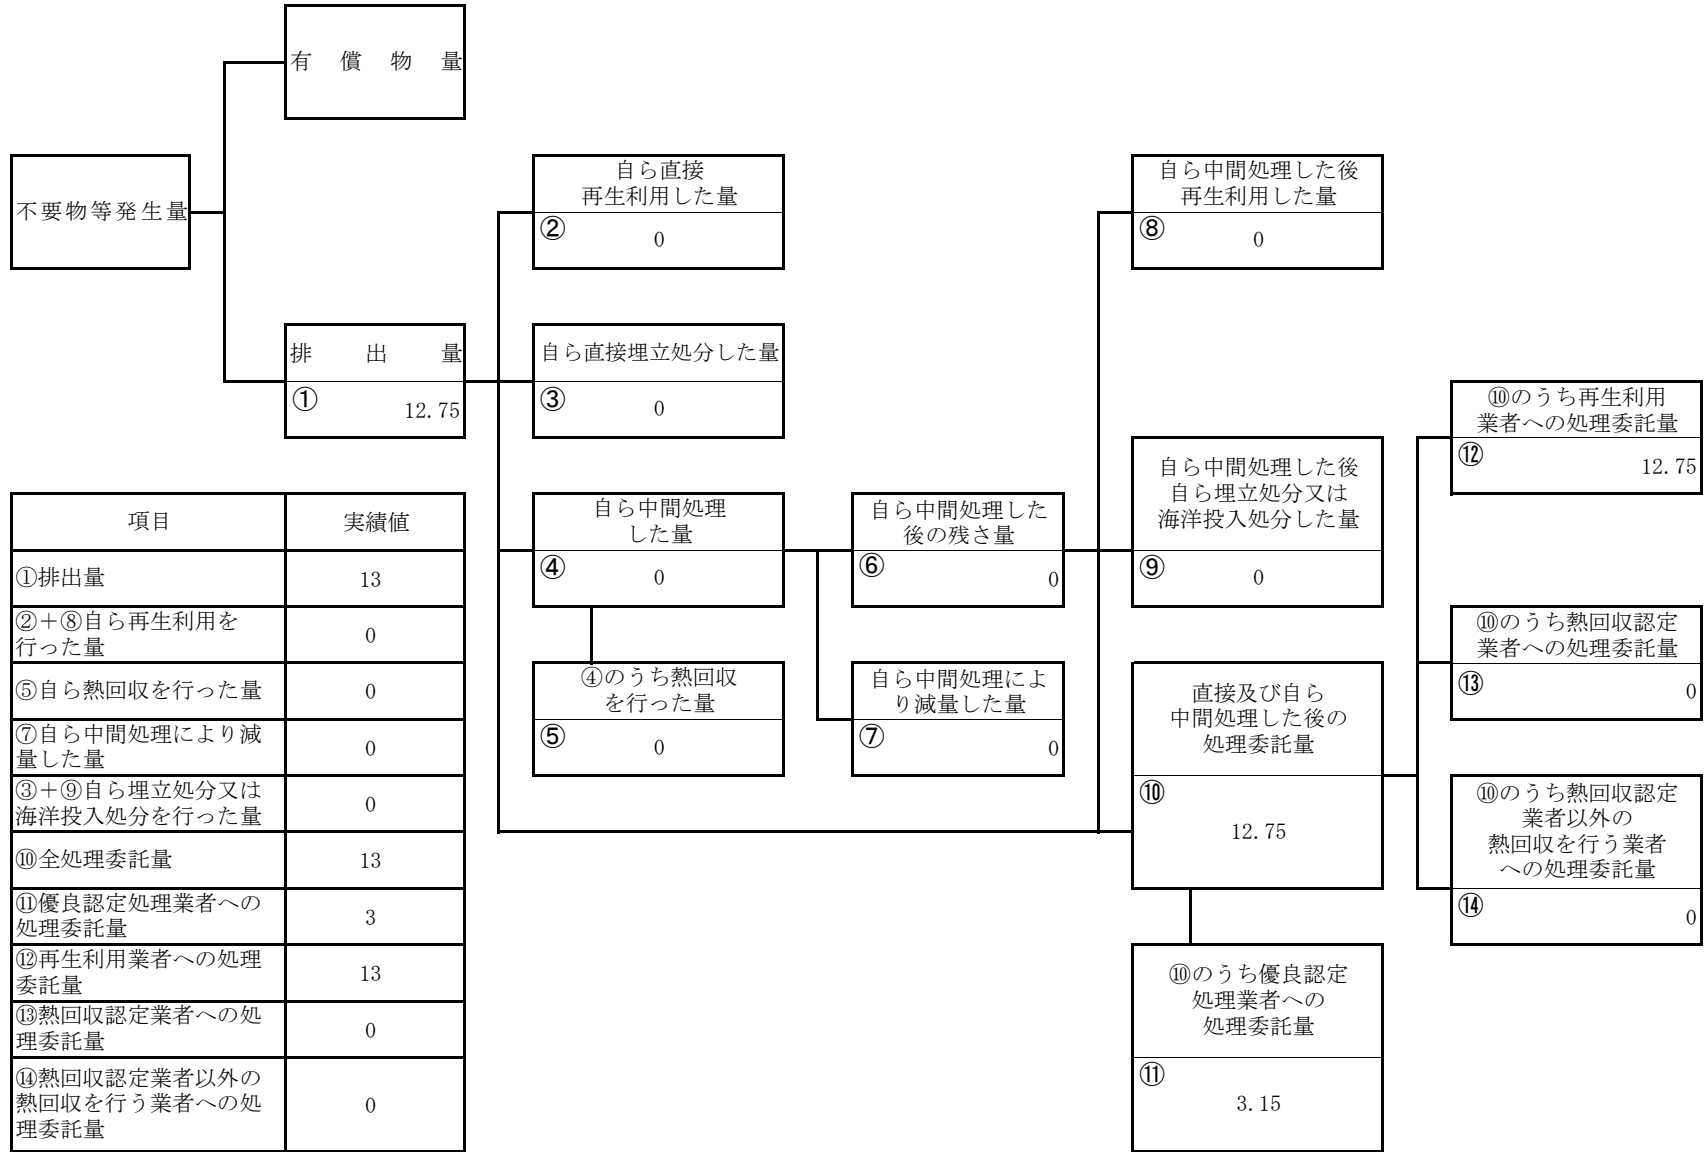 有償物量
不要物等発生量
自ら直接
再生利用した量
②
0
自ら中間処理した後
再生利用した量
⑧
0
排出量
①
12.75
自ら直接埋立処分した量
③
0
⑩のうち再生利用
業者への処理委託量
⑫
12.75
自ら中間処理した後
自ら埋立処分又は
海洋投入処分した量
⑨
0
自ら中間処理
した量
④
0
自ら中間処理した
後の残さ量
⑥
0
⑩のうち熱回収認定
業者への処理委託量
⑬
0
④のうち熱回収
を行った量
⑤
0
自ら中間処理によ
り減量した量
⑦
0
直接及び自ら
中間処理した後の
処理委託量
⑩
12.75
⑩のうち熱回収認定
業者以外の
熱回収を行う業者
への処理委託量
⑭
0
⑩のうち優良認定
処理業者への
処理委託量
⑪
3.15
項目 実績値
①排出量 13
②+⑧自ら再生利用を
行った量 0
⑤自ら熱回収を行った量 0
⑦自ら中間処理により減
量した量 0
③+⑨自ら埋立処分又は
海洋投入処分を行った量 0
⑩全処理委託量 13
⑪優良認定処理業者への
処理委託量 3
⑫再生利用業者への処理
委託量 13
⑬熱回収認定業者への処
理委託量 0
⑭熱回収認定業者以外の
熱回収を行う業者への処
理委託量 0